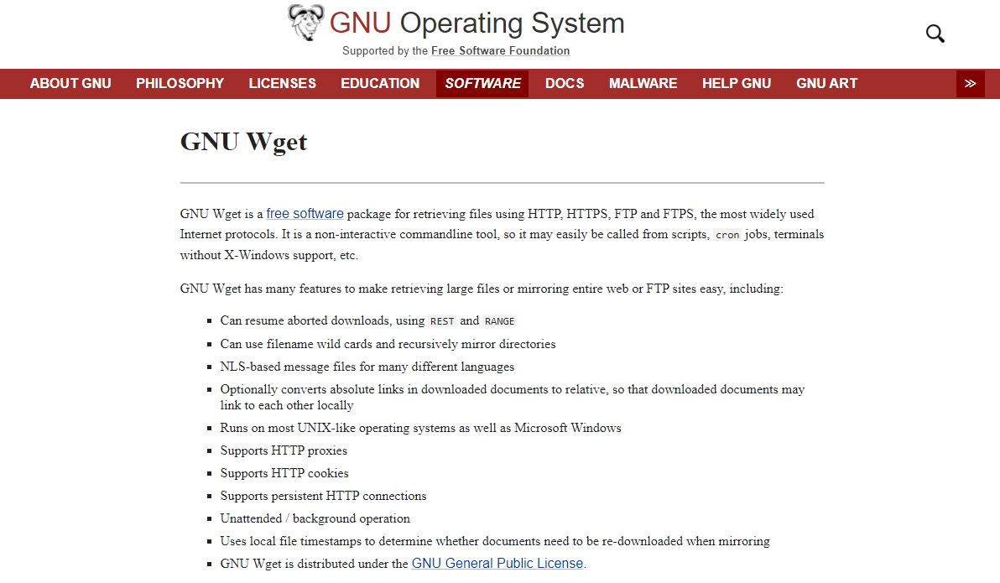 GNU Operating System
Supported by the Free Software Foundation
ABOUT GNU PHILOSOPHY LICENSES EDUCATION SOFTWARE DOCS MALWARE HELP GNU GNU ART ≫
GNU Wget
GNU Wget is a free software package for retrieving files using HTTP, HTTPS, FTP and FTPS, the most widely used
Internet protocols. It is a non-interactive commandline tool, so it may easily be called from scripts, cron jobs, terminals
without X-Windows support, etc.
GNU Wget has many features to make retrieving large files or mirroring entire web or FTP sites easy, including:
▪ Can resume aborted downloads, using REST and RANGE
▪ Can use filename wild cards and recursively mirror directories
▪ NLS-based message files for many different languages
▪ Optionally converts absolute links in downloaded documents to relative, so that downloaded documents may
link to each other locally
▪ Runs on most UNIX-like operating systems as well as Microsoft Windows
▪ Supports HTTP proxies
▪ Supports HTTP cookies
▪ Supports persistent HTTP connections
▪ Unattended / background operation
▪ Uses local file timestamps to determine whether documents need to be re-downloaded when mirroring
▪ GNU Wget is distributed under the GNU General Public License.